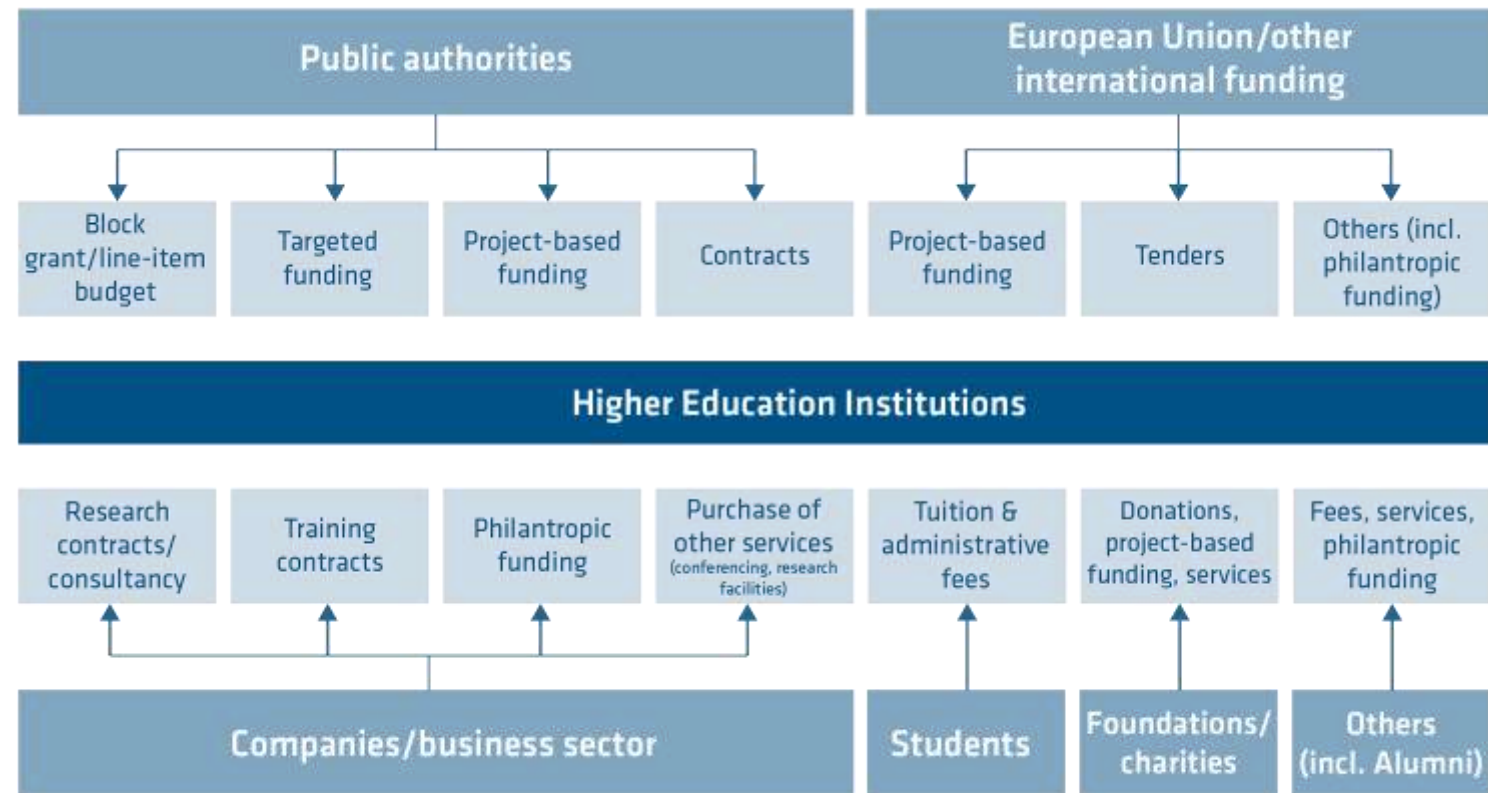 Public authorities
European Union/other
international funding
Block
grant/line-item
budget
Targeted
funding
Project-based
funding
Contracts
Project-based
funding
Tenders
Others (incl.
philantropic
funding)
Higher Education Institutions
Research
contracts/
consultancy
Training
contracts
Philantropic
funding
Purchase of
other services
(conferencing, research
facilities)
Tuition &
administrative
fees
Donations,
project-based
funding, services
Fees, services,
philantropic
funding
Companies/business sector
Students
Foundations/
charities
Others
(incl. Alumni)